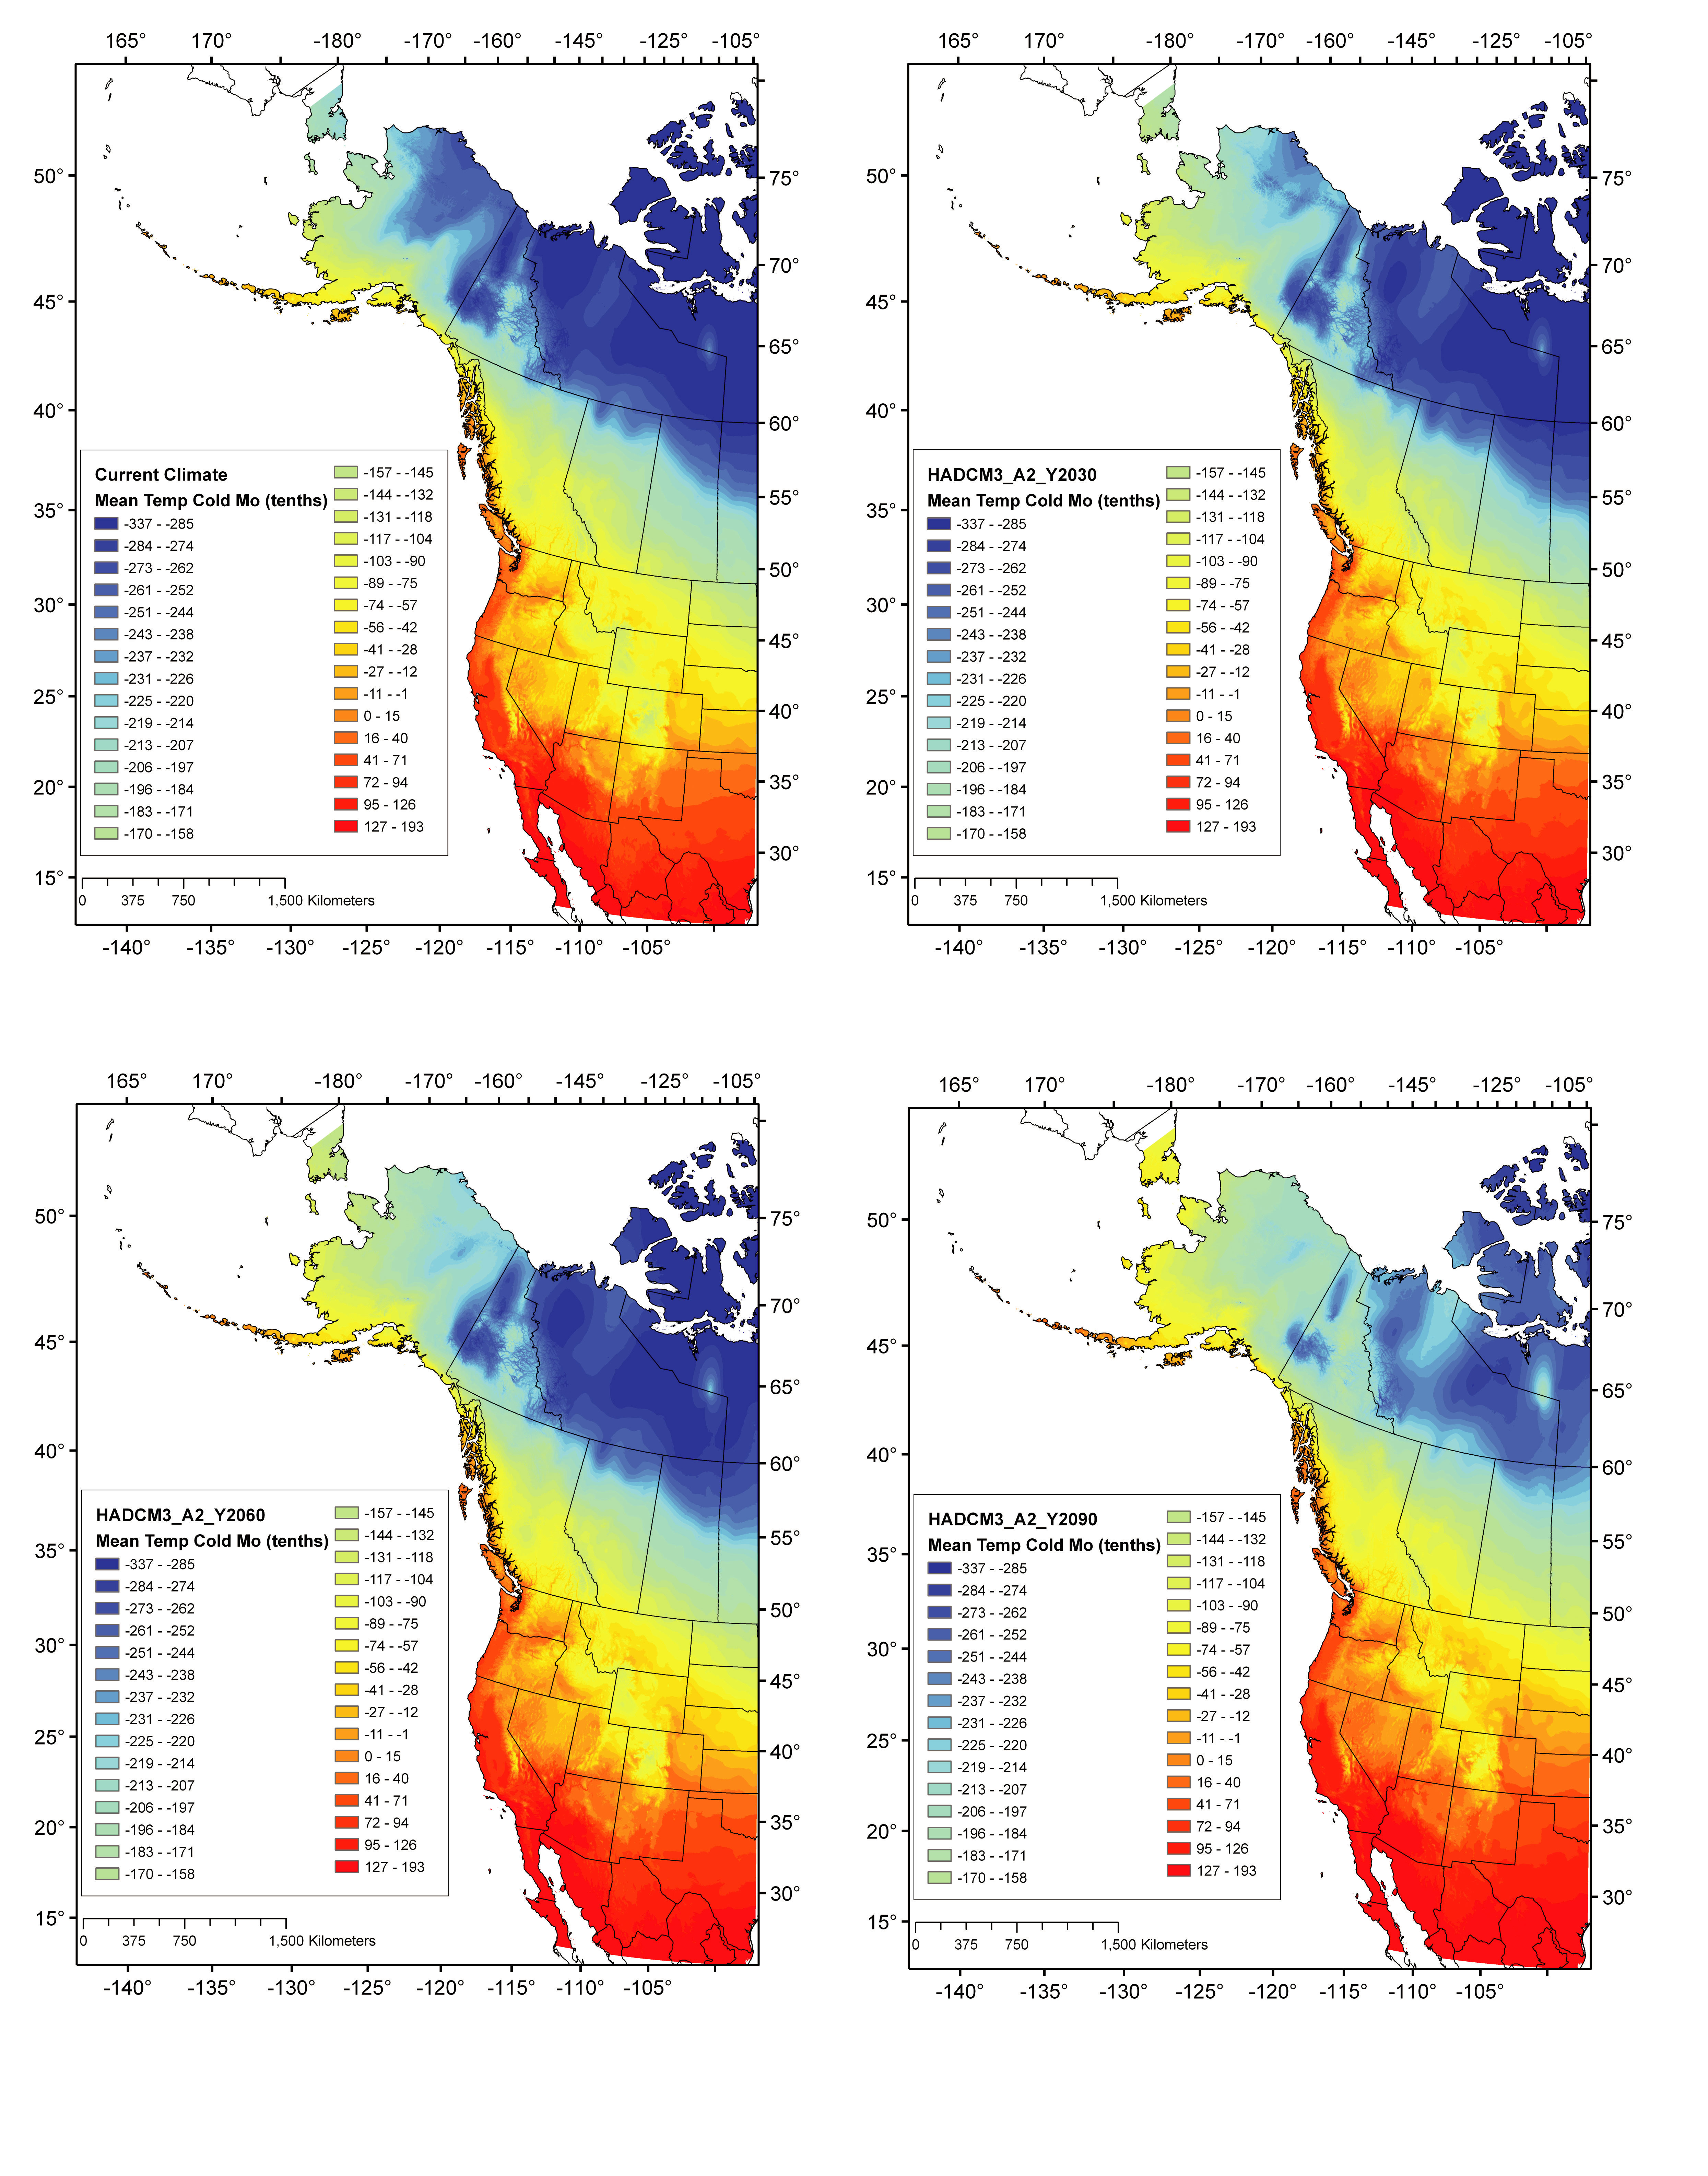 165° 170° -180° -170° -160° -145° -125° -105°
50° 75°
70°
45°
65°
40°
60°
55°
35°
50°
30°
45°
25°
40°
20° 35°
30°
15°
Current Climate
Mean Temp Cold Mo (tenths)
-337 - -285
-284 - -274
-273 - -262
-261 - -252
-251 - -244
-243 - -238
-237 - -232
-231 - -226
-225 - -220
-219 - -214
-213 - -207
-206 - -197
-196 - -184
-183 - -171
-170 - -158
-157 - -145
-144 - -132
-131 - -118
-117 - -104
-103 - -90
-89 - -75
-74 - -57
-56 - -42
-41 - -28
-27 - -12
-11 - -1
0 - 15
16 - 40
41 - 71
72 - 94
95 - 126
127 - 193
0 375 750 1,500 Kilometers
-140° -135° -130° -125° -120° -115° -110° -105°
165° 170° -180° -170° -160° -145° -125° -105°
50° 75°
70°
45°
65°
40°
60°
55°
35°
50°
30°
45°
25°
40°
20° 35°
30°
15°
HADCM3_A2_Y2030
Mean Temp Cold Mo (tenths)
-337 - -285
-284 - -274
-273 - -262
-261 - -252
-251 - -244
-243 - -238
-237 - -232
-231 - -226
-225 - -220
-219 - -214
-213 - -207
-206 - -197
-196 - -184
-183 - -171
-170 - -158
-157 - -145
-144 - -132
-131 - -118
-117 - -104
-103 - -90
-89 - -75
-74 - -57
-56 - -42
-41 - -28
-27 - -12
-11 - -1
0 - 15
16 - 40
41 - 71
72 - 94
95 - 126
127 - 193
0 375 750 1,500 Kilometers
-140° -135° -130° -125° -120° -115° -110° -105°
165° 170° -180° -170° -160° -145° -125° -105°
50° 75°
70°
45°
65°
40°
60°
55°
35°
50°
30°
45°
25°
40°
20° 35°
30°
15°
HADCM3_A2_Y2060
Mean Temp Cold Mo (tenths)
-337 - -285
-284 - -274
-273 - -262
-261 - -252
-251 - -244
-243 - -238
-237 - -232
-231 - -226
-225 - -220
-219 - -214
-213 - -207
-206 - -197
-196 - -184
-183 - -171
-170 - -158
-157 - -145
-144 - -132
-131 - -118
-117 - -104
-103 - -90
-89 - -75
-74 - -57
-56 - -42
-41 - -28
-27 - -12
-11 - -1
0 - 15
16 - 40
41 - 71
72 - 94
95 - 126
127 - 193
0 375 750 1,500 Kilometers
-140° -135° -130° -125° -120° -115° -110° -105°
165° 170° -180° -170° -160° -145° -125° -105°
50° 75°
70°
45°
65°
40°
60°
55°
35°
50°
30°
45°
25°
40°
20° 35°
30°
15°
HADCM3_A2_Y2090
Mean Temp Cold Mo (tenths)
-337 - -285
-284 - -274
-273 - -262
-261 - -252
-251 - -244
-243 - -238
-237 - -232
-231 - -226
-225 - -220
-219 - -214
-213 - -207
-206 - -197
-196 - -184
-183 - -171
-170 - -158
-157 - -145
-144 - -132
-131 - -118
-117 - -104
-103 - -90
-89 - -75
-74 - -57
-56 - -42
-41 - -28
-27 - -12
-11 - -1
0 - 15
16 - 40
41 - 71
72 - 94
95 - 126
127 - 193
0 375 750 1,500 Kilometers
-140° -135° -130° -125° -120° -115° -110° -105°